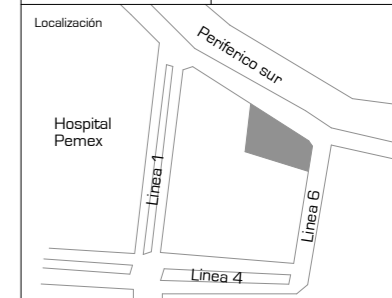 Localización
Periferico sur
Hospital
Pemex
Linea 1
Linea 6
Linea 4